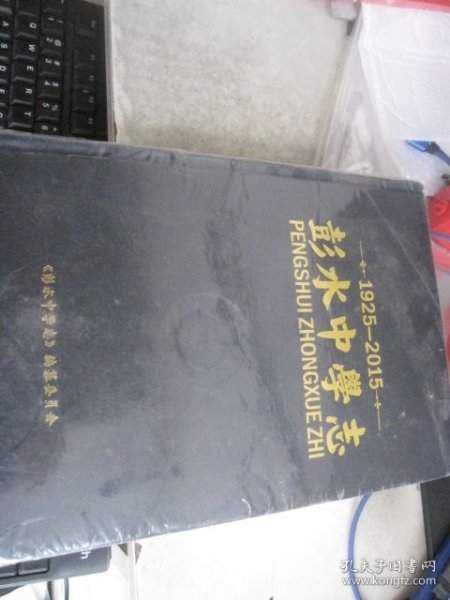 1925—2015
彭水中學志
PENGSHUI ZHONGXUE ZHI
《彭水中学志》编纂委员会
孔夫子旧书网
www.kongfz.com